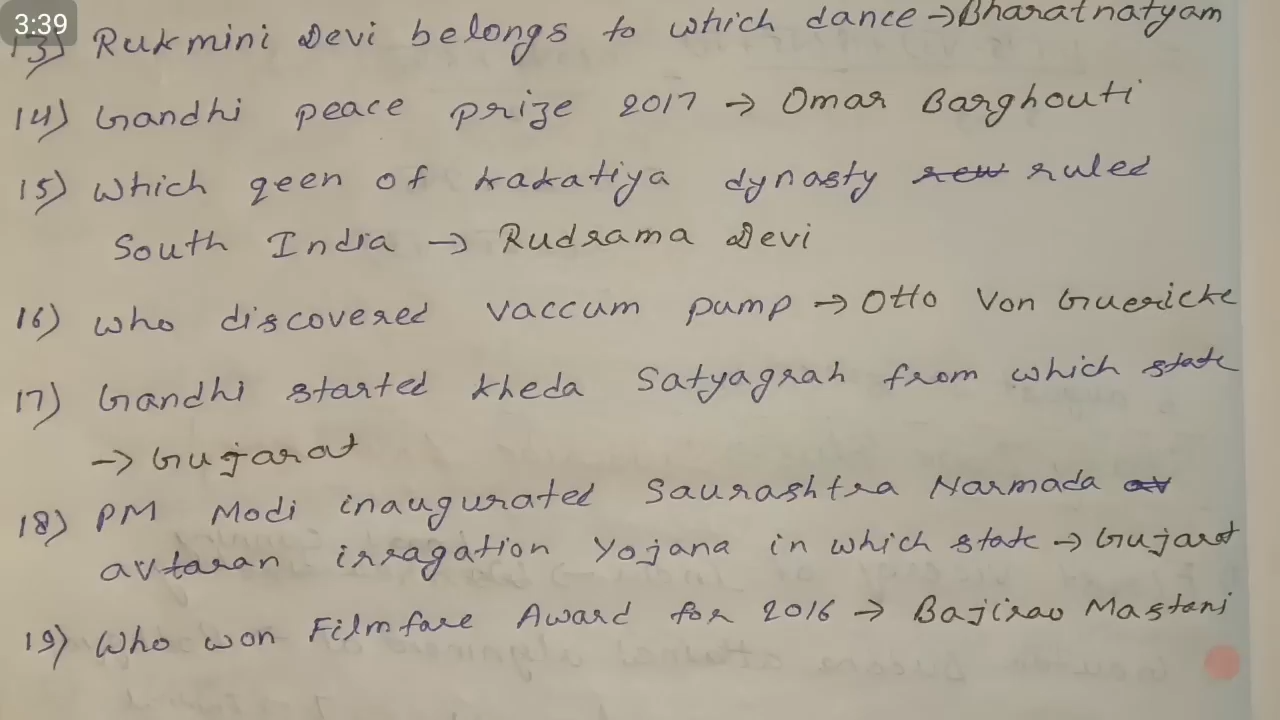 3:39
13) Rukmini Devi belongs to which dance → Bharatnatyam
14) Gandhi peace prize 2017 → Omar Barghouti
15) Which qeen of kakatiya dynasty ruled
South India → Rudrama Devi
16) who discovered vaccum pump → Otto Von Guericke
17) Gandhi started kheda Satyagrah from which state
→ Gujarat
18) PM Modi inaugurated Saurashtra Narmada
avtaran irragation Yojana in which state → Gujarat
19) Who won Filmfare Award for 2016 → Bajirao Mastani